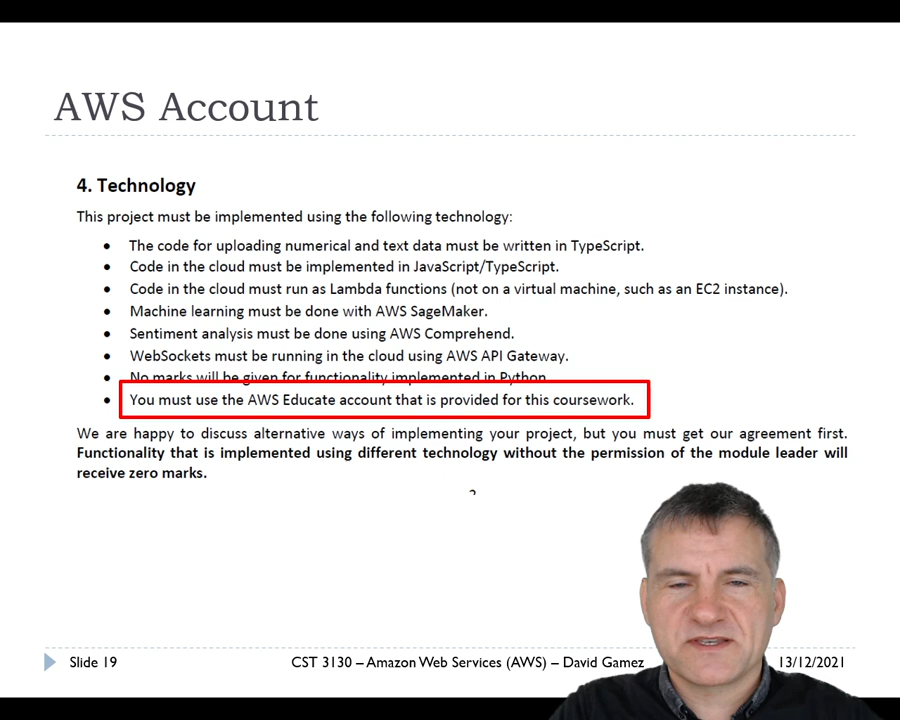 AWS Account
4. Technology
This project must be implemented using the following technology:
• The code for uploading numerical and text data must be written in TypeScript.
• Code in the cloud must be implemented in JavaScript/TypeScript.
• Code in the cloud must run as Lambda functions (not on a virtual machine, such as an EC2 instance).
• Machine learning must be done with AWS SageMaker.
• Sentiment analysis must be done using AWS Comprehend.
• WebSockets must be running in the cloud using AWS API Gateway.
• No marks will be given for functionality implemented in Python
• You must use the AWS Educate account that is provided for this coursework.
We are happy to discuss alternative ways of implementing your project, but you must get our agreement first.
Functionality that is implemented using different technology without the permission of the module leader will
receive zero marks.
Slide 19
CST 3130 – Amazon Web Services (AWS) – David Gamez
13/12/2021